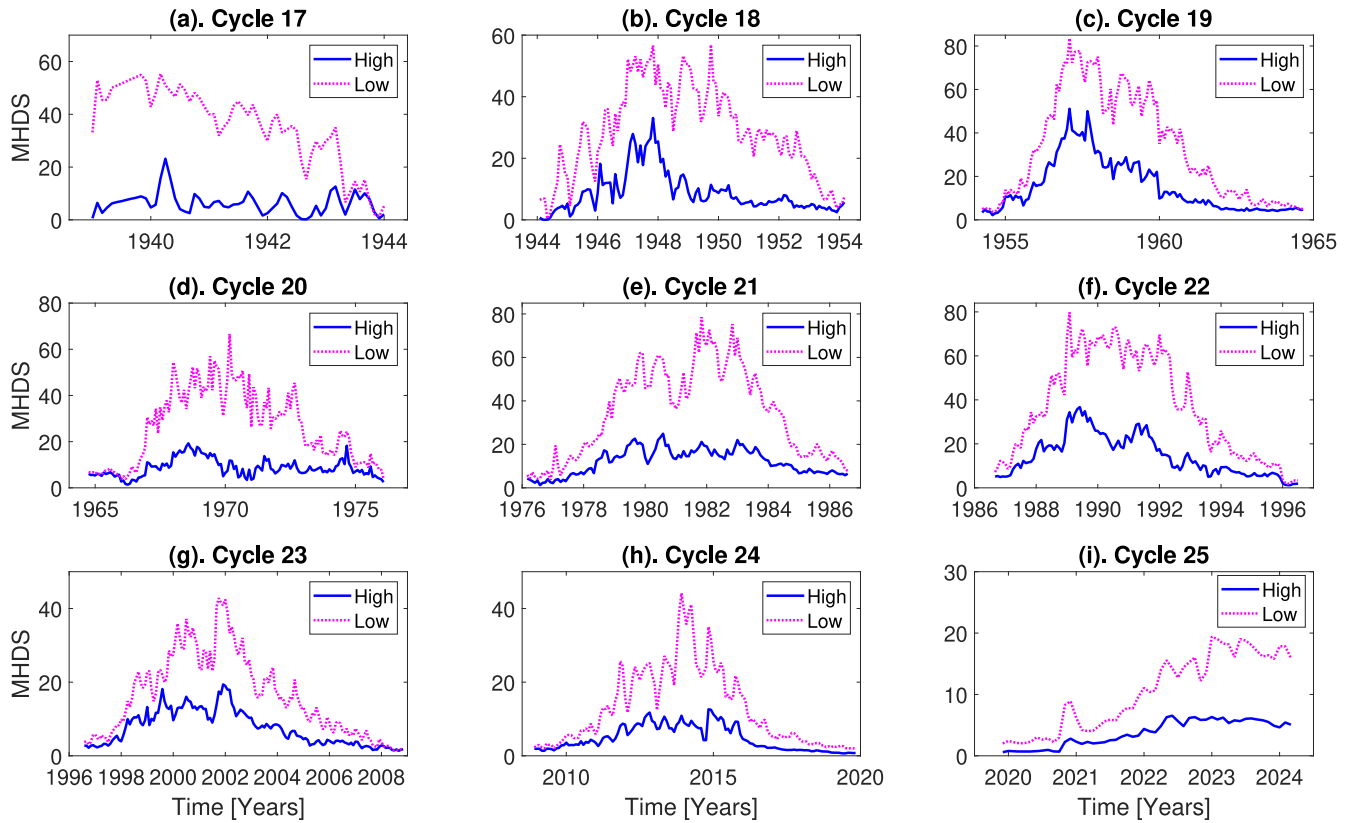 (a). Cycle 17
(b). Cycle 18
(c). Cycle 19
MHDS
60
40
20
0
1940
1942
1944
High
Low
60
40
20
0
1944
1946
1948
1950
1952
1954
High
Low
80
60
40
20
0
1955
1960
1965
High
Low
(d). Cycle 20
(e). Cycle 21
(f). Cycle 22
MHDS
80
60
40
20
0
1965
1970
1975
High
Low
80
60
40
20
0
1976
1978
1980
1982
1984
1986
High
Low
80
60
40
20
0
1986
1988
1990
1992
1994
1996
High
Low
(g). Cycle 23
(h). Cycle 24
(i). Cycle 25
MHDS
40
20
0
1996
1998
2000
2002
2004
2006
2008
Time [Years]
High
Low
40
20
0
2010
2015
2020
Time [Years]
High
Low
30
20
10
0
2020
2021
2022
2023
2024
Time [Years]
High
Low